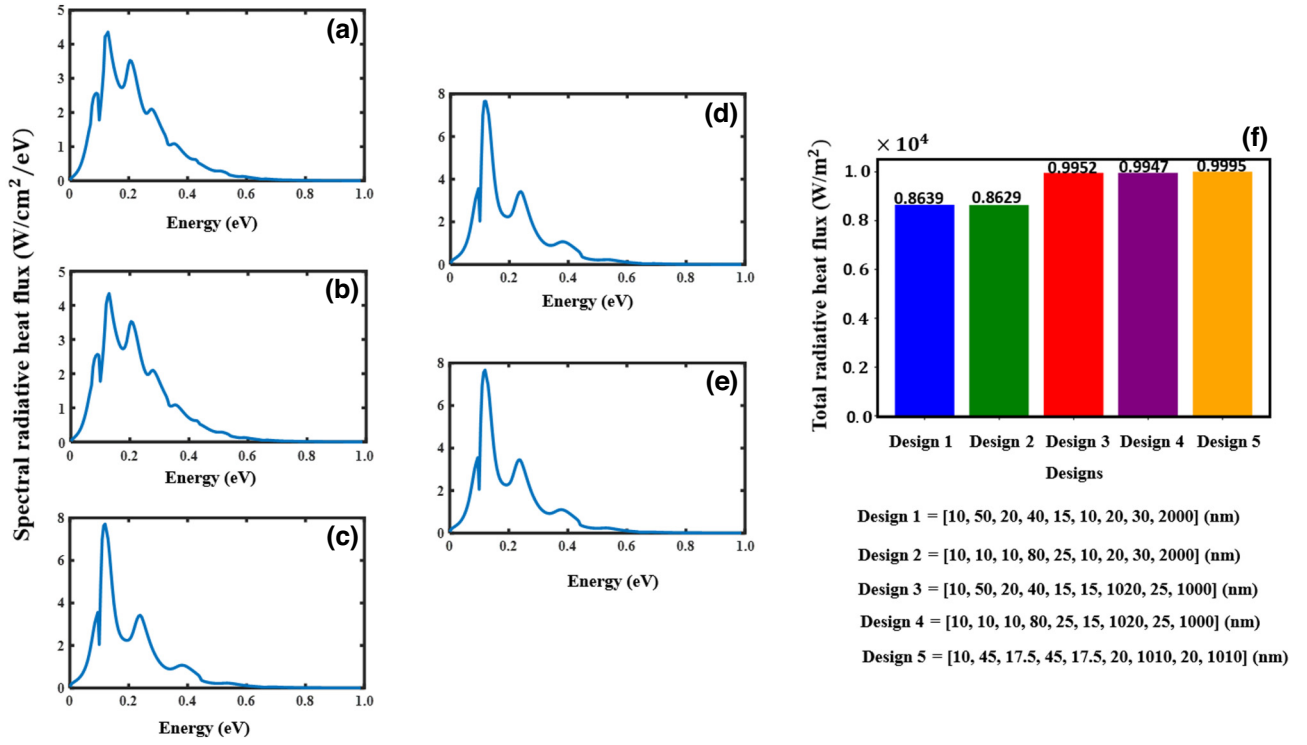 Spectral radiative heat flux (W/cm²/eV)
(a)
5
4
3
2
1
0
0 0.2 0.4 0.6 0.8 1.0
Energy (eV)
(b)
5
4
3
2
1
0
0 0.2 0.4 0.6 0.8 1.0
Energy (eV)
(c)
8
6
4
2
0
0 0.2 0.4 0.6 0.8 1.0
Energy (eV)
(d)
8
6
4
2
0
0 0.2 0.4 0.6 0.8 1.0
Energy (eV)
(e)
8
6
4
2
0
0 0.2 0.4 0.6 0.8 1.0
Energy (eV)
(f)
× 10⁴
Total radiative heat flux (W/m²)
1.0
0.8
0.6
0.4
0.2
0.0
0.8639 0.8629 0.9952 0.9947 0.9995
Design 1 Design 2 Design 3 Design 4 Design 5
Designs
Design 1 = [10, 50, 20, 40, 15, 10, 20, 30, 2000] (nm)
Design 2 = [10, 10, 10, 80, 25, 10, 20, 30, 2000] (nm)
Design 3 = [10, 50, 20, 40, 15, 15, 1020, 25, 1000] (nm)
Design 4 = [10, 10, 10, 80, 25, 15, 1020, 25, 1000] (nm)
Design 5 = [10, 45, 17.5, 45, 17.5, 20, 1010, 20, 1010] (nm)